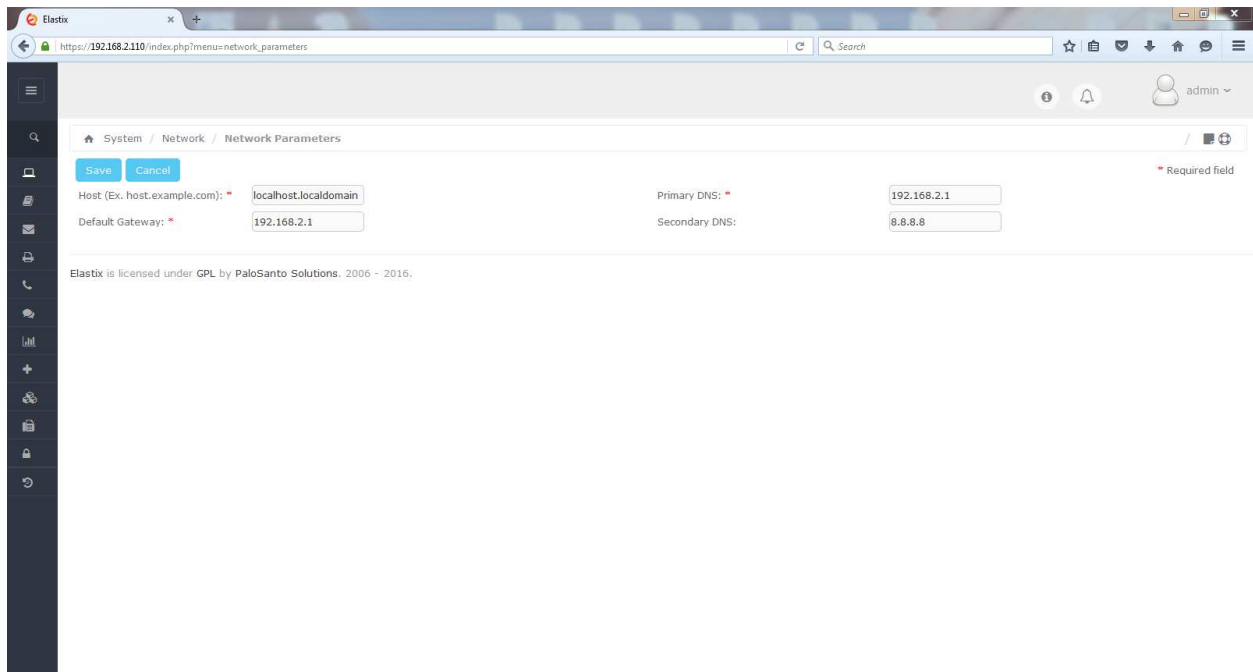 Elastix
https://192.168.2.110/index.php?menu=network_parameters
Search
admin
System / Network / Network Parameters /
Save Cancel * Required field
Host (Ex. host.example.com): * localhost.localdomain Primary DNS: * 192.168.2.1
Default Gateway: * 192.168.2.1 Secondary DNS: 8.8.8.8
Elastix is licensed under GPL by PaloSanto Solutions. 2006 - 2016.